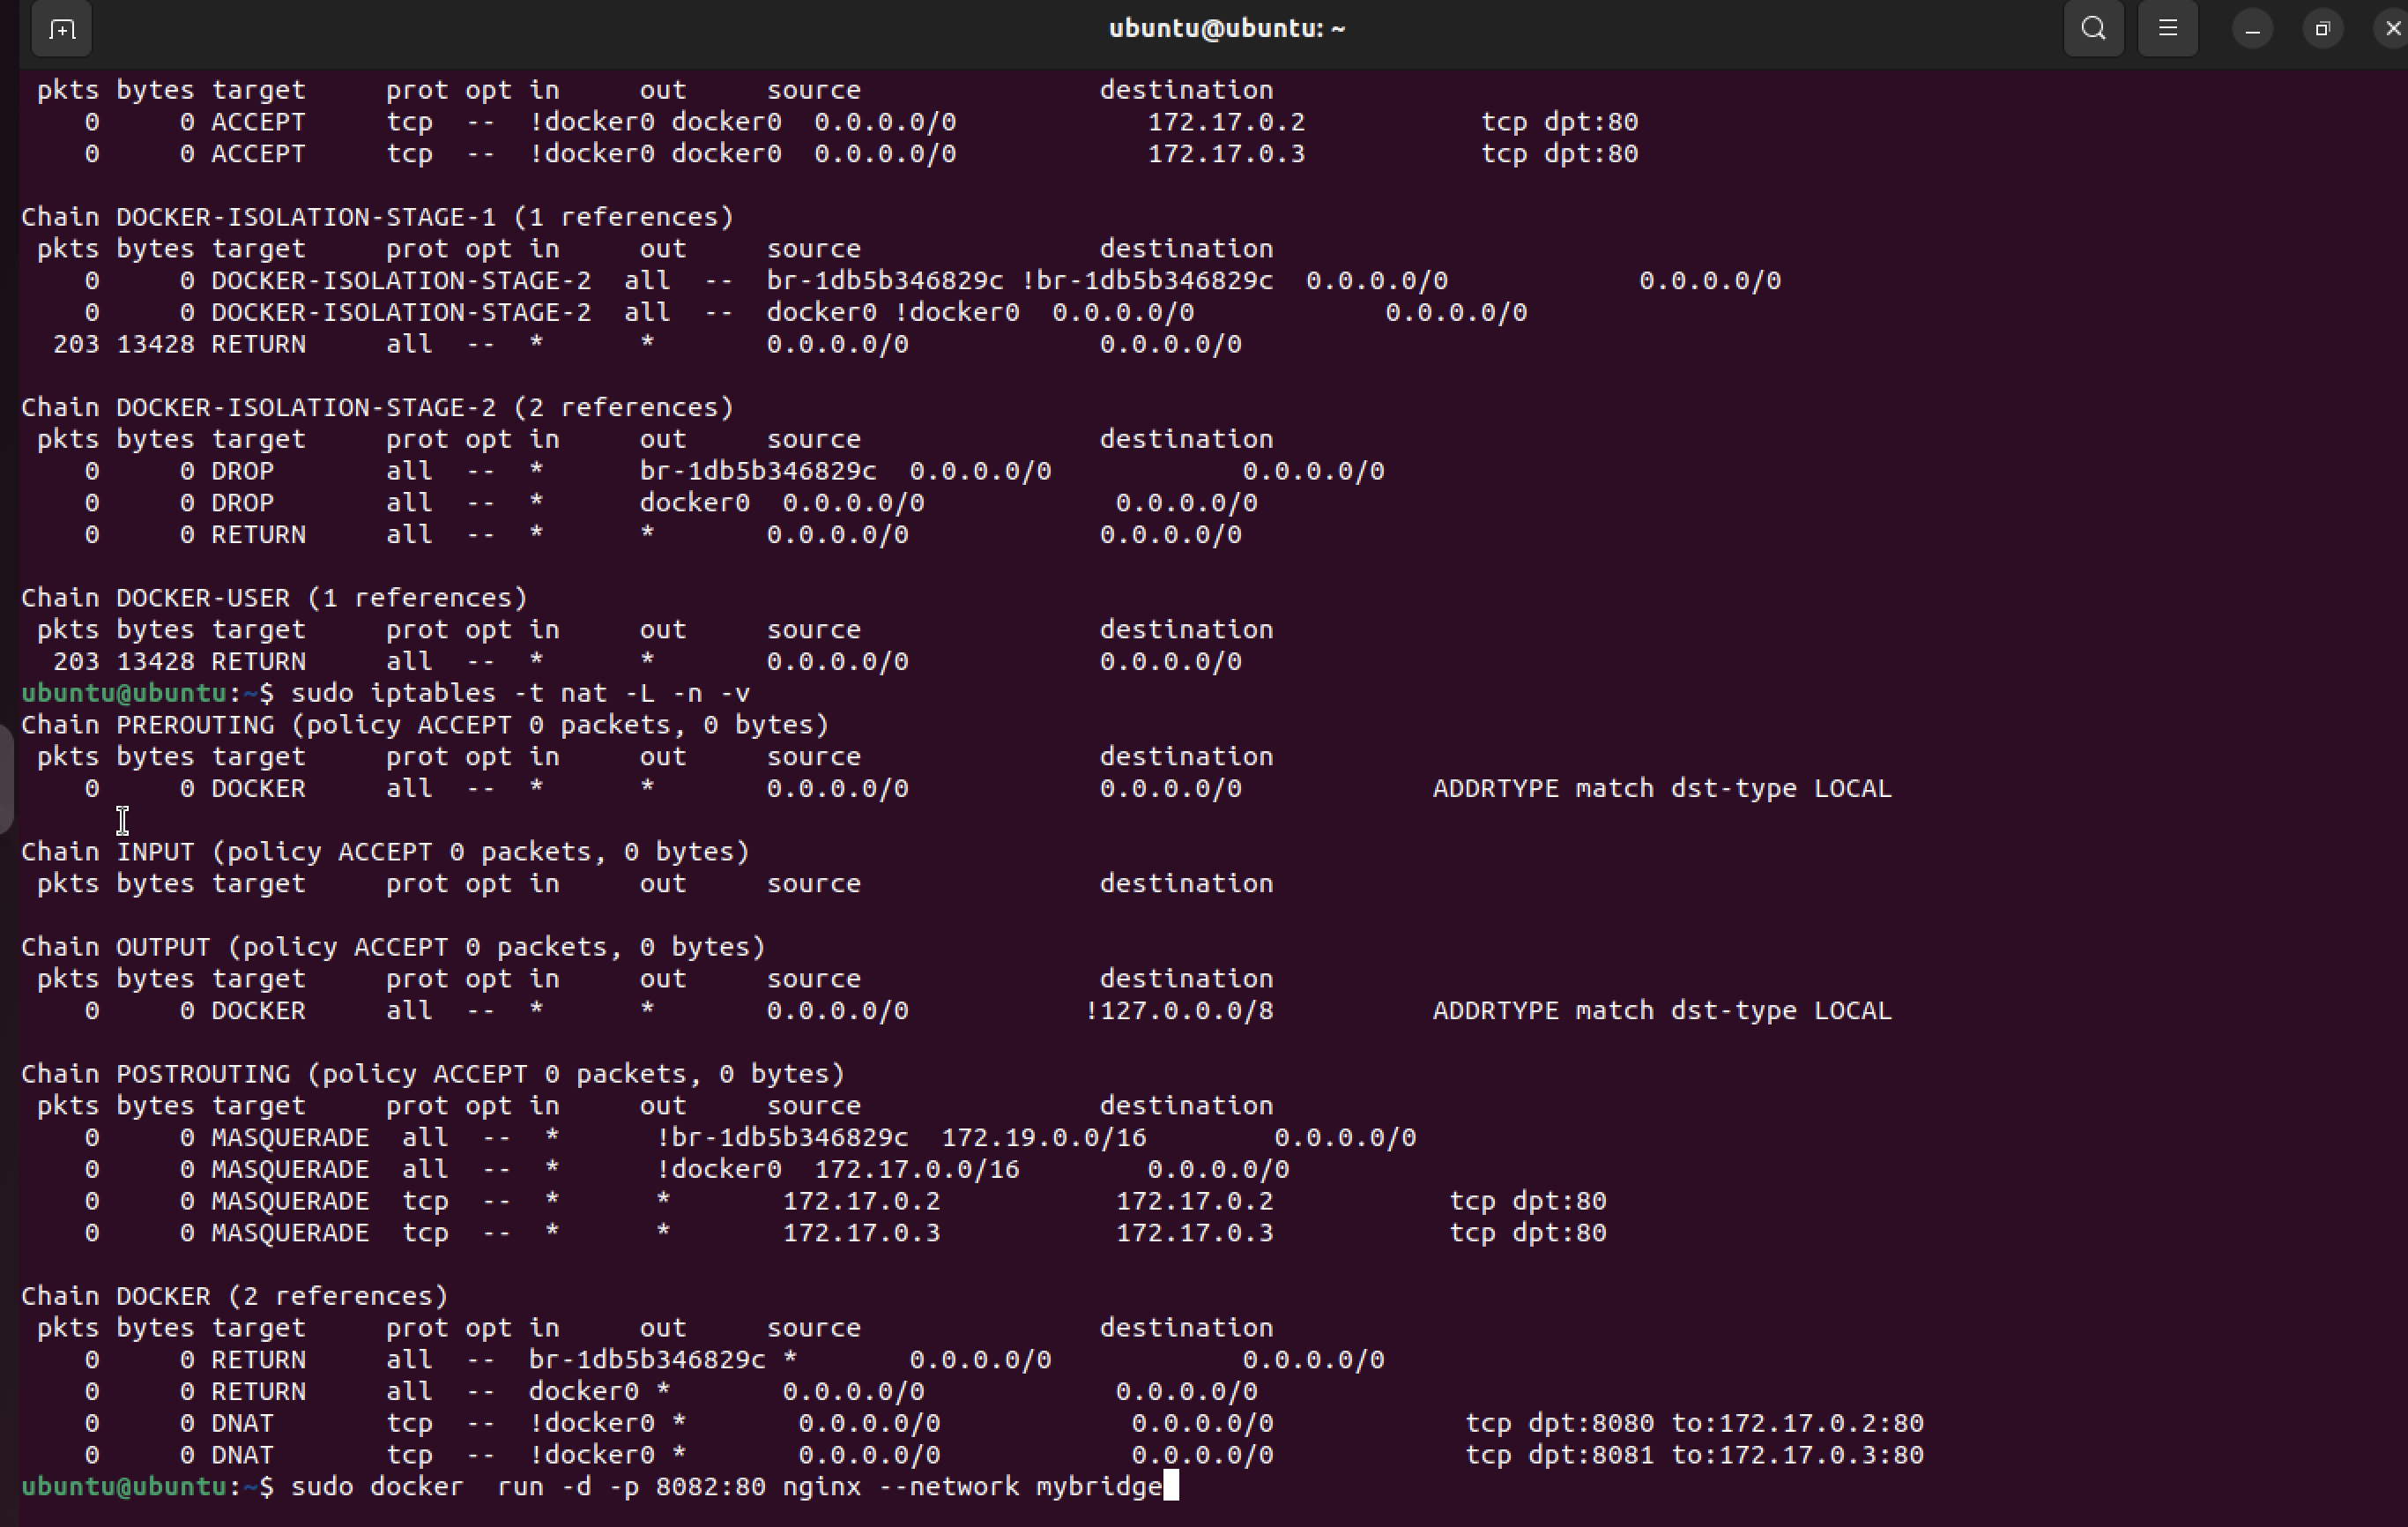 ubuntu@ubuntu: ~
pkts bytes target     prot opt in     out     source               destination
0     0 ACCEPT     tcp  --  !docker0 docker0  0.0.0.0/0            172.17.0.2           tcp dpt:80
0     0 ACCEPT     tcp  --  !docker0 docker0  0.0.0.0/0            172.17.0.3           tcp dpt:80
Chain DOCKER-ISOLATION-STAGE-1 (1 references)
pkts bytes target     prot opt in     out     source               destination
0     0 DOCKER-ISOLATION-STAGE-2  all  --  br-1db5b346829c !br-1db5b346829c  0.0.0.0/0            0.0.0.0/0
0     0 DOCKER-ISOLATION-STAGE-2  all  --  docker0 !docker0  0.0.0.0/0            0.0.0.0/0
203 13428 RETURN     all  --  *      *       0.0.0.0/0            0.0.0.0/0
Chain DOCKER-ISOLATION-STAGE-2 (2 references)
pkts bytes target     prot opt in     out     source               destination
0     0 DROP       all  --  *      br-1db5b346829c  0.0.0.0/0            0.0.0.0/0
0     0 DROP       all  --  *      docker0  0.0.0.0/0            0.0.0.0/0
0     0 RETURN     all  --  *      *       0.0.0.0/0            0.0.0.0/0
Chain DOCKER-USER (1 references)
pkts bytes target     prot opt in     out     source               destination
203 13428 RETURN     all  --  *      *       0.0.0.0/0            0.0.0.0/0
ubuntu@ubuntu:~$ sudo iptables -t nat -L -n -v
Chain PREROUTING (policy ACCEPT 0 packets, 0 bytes)
pkts bytes target     prot opt in     out     source               destination
0     0 DOCKER     all  --  *      *       0.0.0.0/0            0.0.0.0/0            ADDRTYPE match dst-type LOCAL
Chain INPUT (policy ACCEPT 0 packets, 0 bytes)
pkts bytes target     prot opt in     out     source               destination
Chain OUTPUT (policy ACCEPT 0 packets, 0 bytes)
pkts bytes target     prot opt in     out     source               destination
0     0 DOCKER     all  --  *      *       0.0.0.0/0           !127.0.0.0/8          ADDRTYPE match dst-type LOCAL
Chain POSTROUTING (policy ACCEPT 0 packets, 0 bytes)
pkts bytes target     prot opt in     out     source               destination
0     0 MASQUERADE  all  --  *      !br-1db5b346829c  172.19.0.0/16        0.0.0.0/0
0     0 MASQUERADE  all  --  *      !docker0  172.17.0.0/16        0.0.0.0/0
0     0 MASQUERADE  tcp  --  *      *       172.17.0.2           172.17.0.2           tcp dpt:80
0     0 MASQUERADE  tcp  --  *      *       172.17.0.3           172.17.0.3           tcp dpt:80
Chain DOCKER (2 references)
pkts bytes target     prot opt in     out     source               destination
0     0 RETURN     all  --  br-1db5b346829c *       0.0.0.0/0            0.0.0.0/0
0     0 RETURN     all  --  docker0 *       0.0.0.0/0            0.0.0.0/0
0     0 DNAT       tcp  --  !docker0 *       0.0.0.0/0            0.0.0.0/0            tcp dpt:8080 to:172.17.0.2:80
0     0 DNAT       tcp  --  !docker0 *       0.0.0.0/0            0.0.0.0/0            tcp dpt:8081 to:172.17.0.3:80
ubuntu@ubuntu:~$ sudo docker  run -d -p 8082:80 nginx --network mybridge